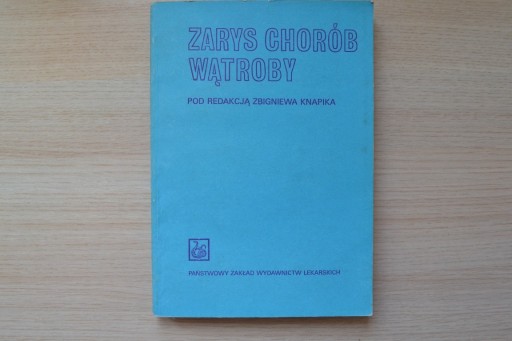 ZARYS CHORÓB
WĄTROBY
POD REDAKCJĄ ZBIGNIEWA KNAPIKA
PAŃSTWOWY ZAKŁAD WYDAWNICTW LEKARSKICH